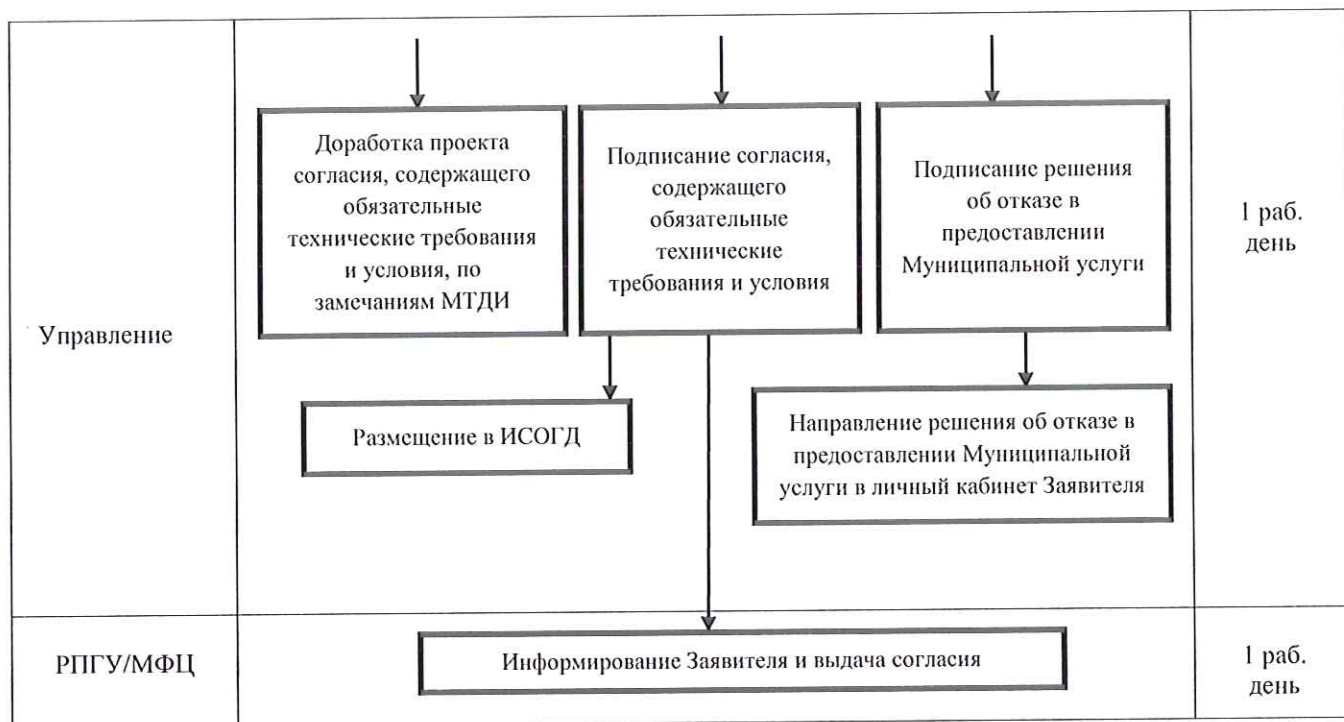 Управление
Доработка проекта
согласия, содержащего
обязательные
технические требования
и условия, по
замечаниям МТДИ
Подписание согласия,
содержащего
обязательные
технические
требования и условия
Подписание решения
об отказе в
предоставлении
Муниципальной услуги
1 раб.
день
Размещение в ИСОГД
Направление решения об отказе в
предоставлении Муниципальной
услуги в личный кабинет Заявителя
РПГУ/МФЦ
Информирование Заявителя и выдача согласия
1 раб.
день